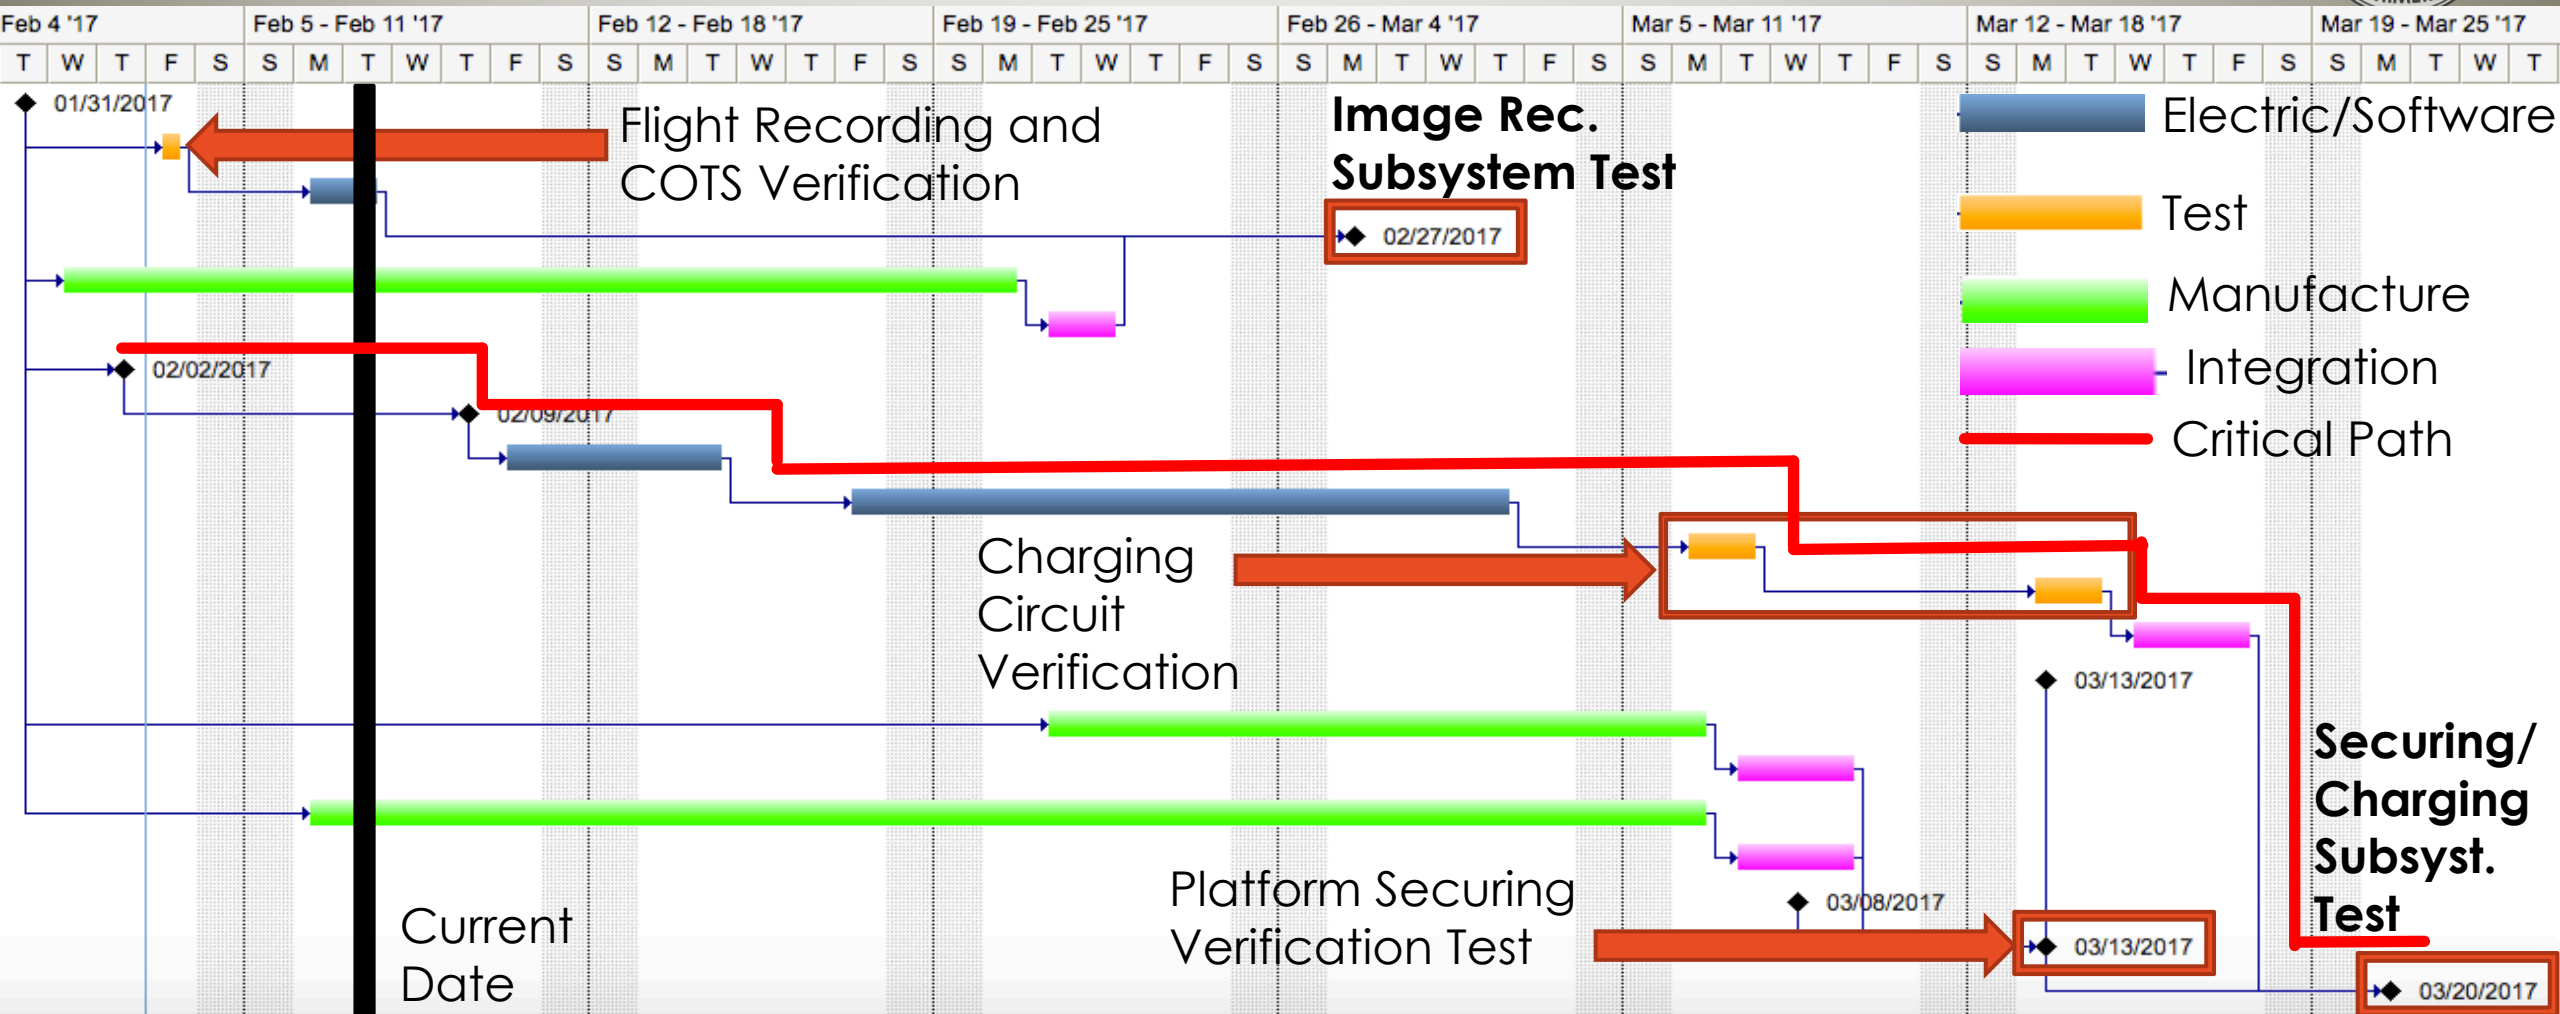 Feb 4 '17 Feb 5 - Feb 11 '17 Feb 12 - Feb 18 '17 Feb 19 - Feb 25 '17 Feb 26 - Mar 4 '17 Mar 5 - Mar 11 '17 Mar 12 - Mar 18 '17 Mar 19 - Mar 25 '17
T W T F S S M T W T F S S M T W T F S S M T W T F S S M T W T F S S M T W T F S S M T W T F S S M T W T
01/31/2017
Flight Recording and
COTS Verification
Image Rec.
Subsystem Test
02/27/2017
Electric/Software
Test
Manufacture
Integration
Critical Path
02/02/2017
02/09/2017
Charging
Circuit
Verification
03/13/2017
Securing/
Charging
Subsyst.
Test
Platform Securing
Verification Test
03/08/2017
03/13/2017
Current
Date
03/20/2017